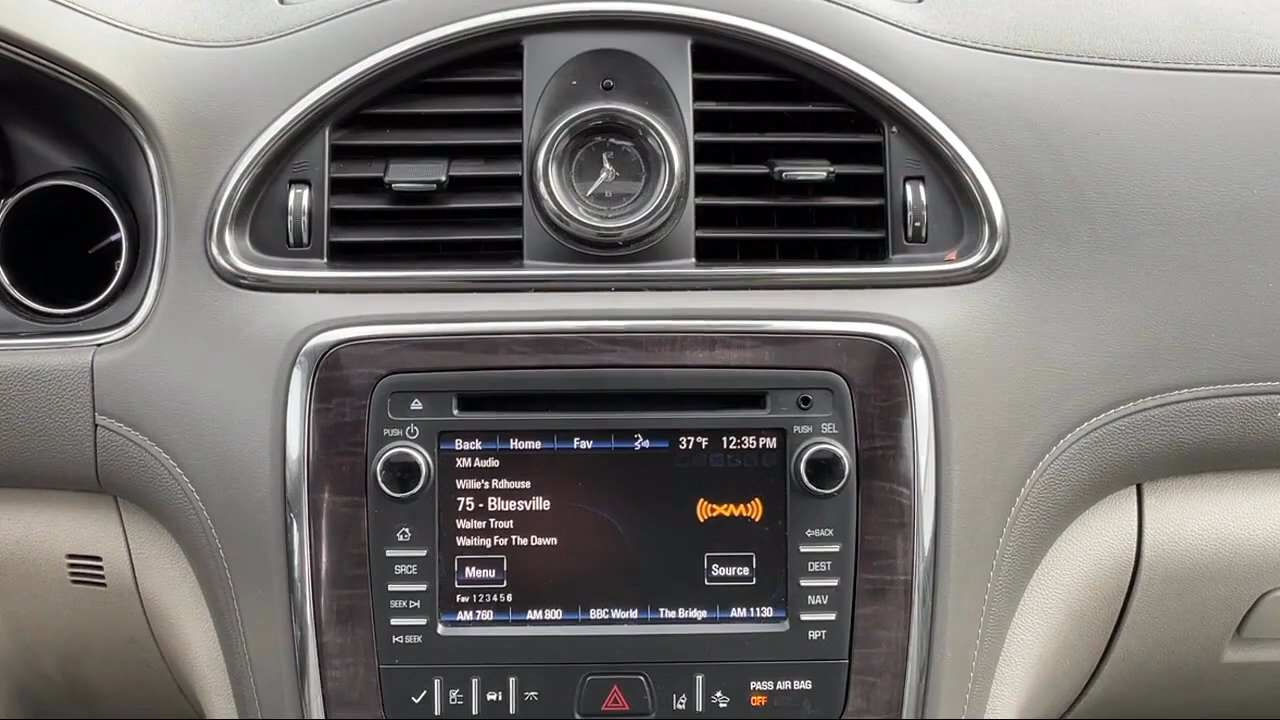 PUSH
PUSH SEL
Back Home Fav 37°F 12:35 PM
XM Audio
Willie's Rdhouse
75 - Bluesville
Walter Trout
Waiting For The Dawn
((XM))
Menu Source
Fav 1 2 3 4 5 6
AM 760 AM 800 BBC World The Bridge AM 1130
SRCE
SEEK
SEEK
BACK
DEST
NAV
RPT
PASS AIR BAG
OFF